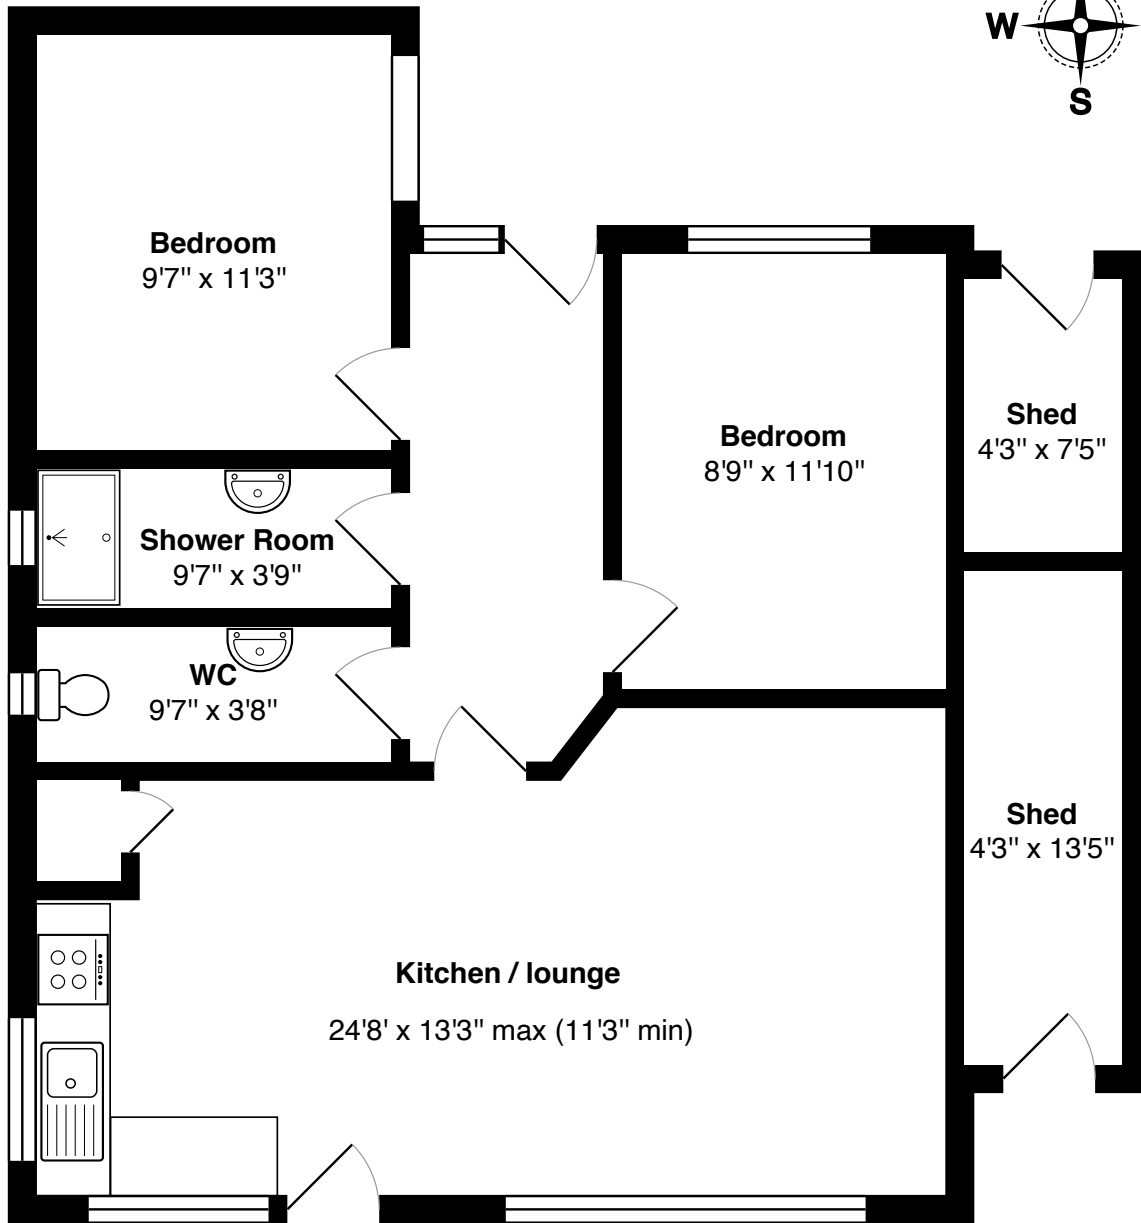 W
S
Bedroom
9'7" x 11'3"
Bedroom
8'9" x 11'10"
Shed
4'3" x 7'5"
Shower Room
9'7" x 3'9"
WC
9'7" x 3'8"
Shed
4'3" x 13'5"
Kitchen / lounge
24'8' x 13'3" max (11'3" min)